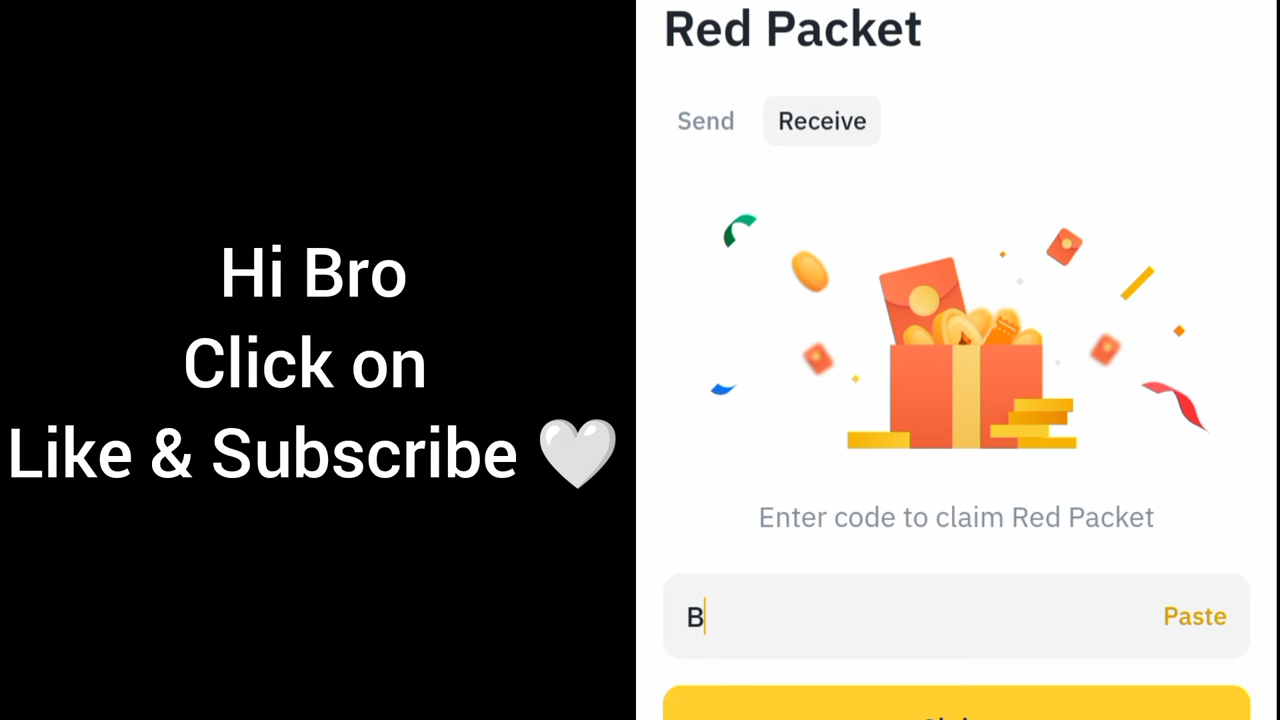 Hi Bro
Click on
Like & Subscribe 🤍
Red Packet
Send
Receive
Enter code to claim Red Packet
B
Paste